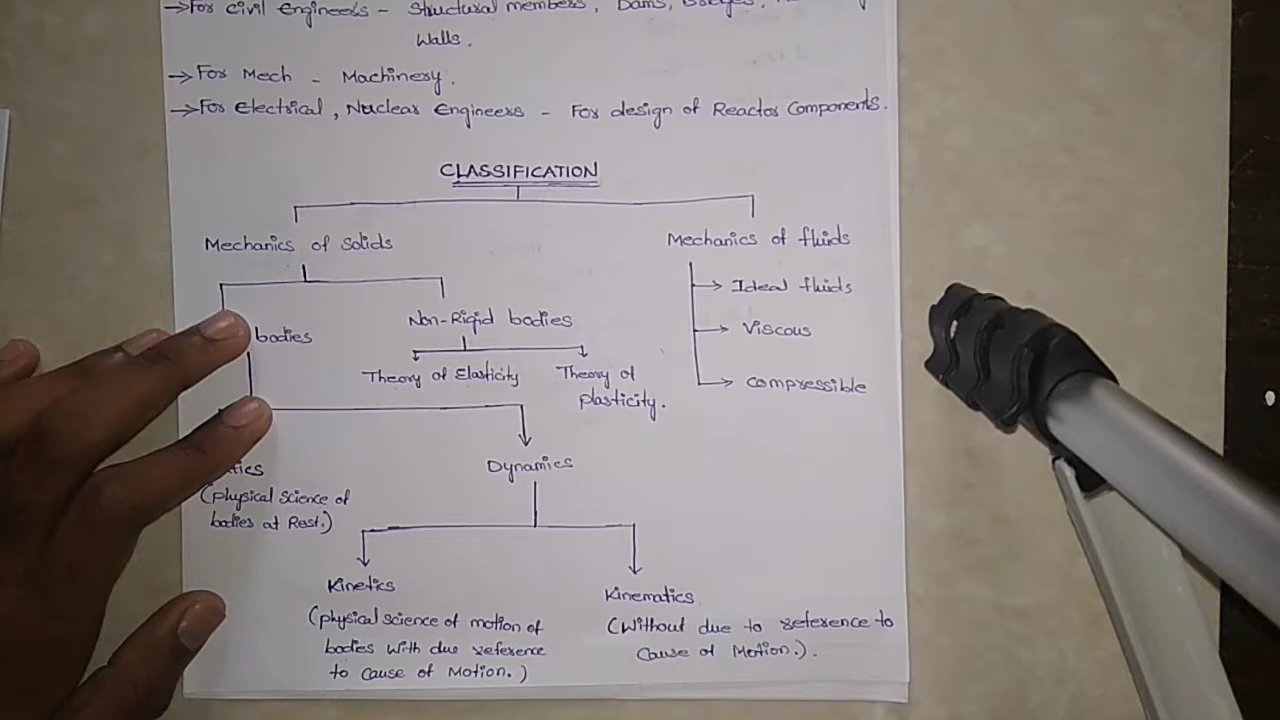 →For Civil Engineers - Structural members, Dams,
Walls.
→For Mech - Machinery.
→For Electrical, Nuclear Engineers - For design of Reactor Components.
CLASSIFICATION
Mechanics of Solids
Mechanics of fluids
→ Ideal fluids
Non-Rigid bodies
bodies
→ Viscous
Theory of Elasticity
Theory of
plasticity.
→ Compressible
Dynamics
(physical Science of
bodies at Rest.)
Kinetics
Kinematics
(physical science of motion of
bodies with due reference
to cause of Motion.)
(Without due to reference to
Cause of Motion.).